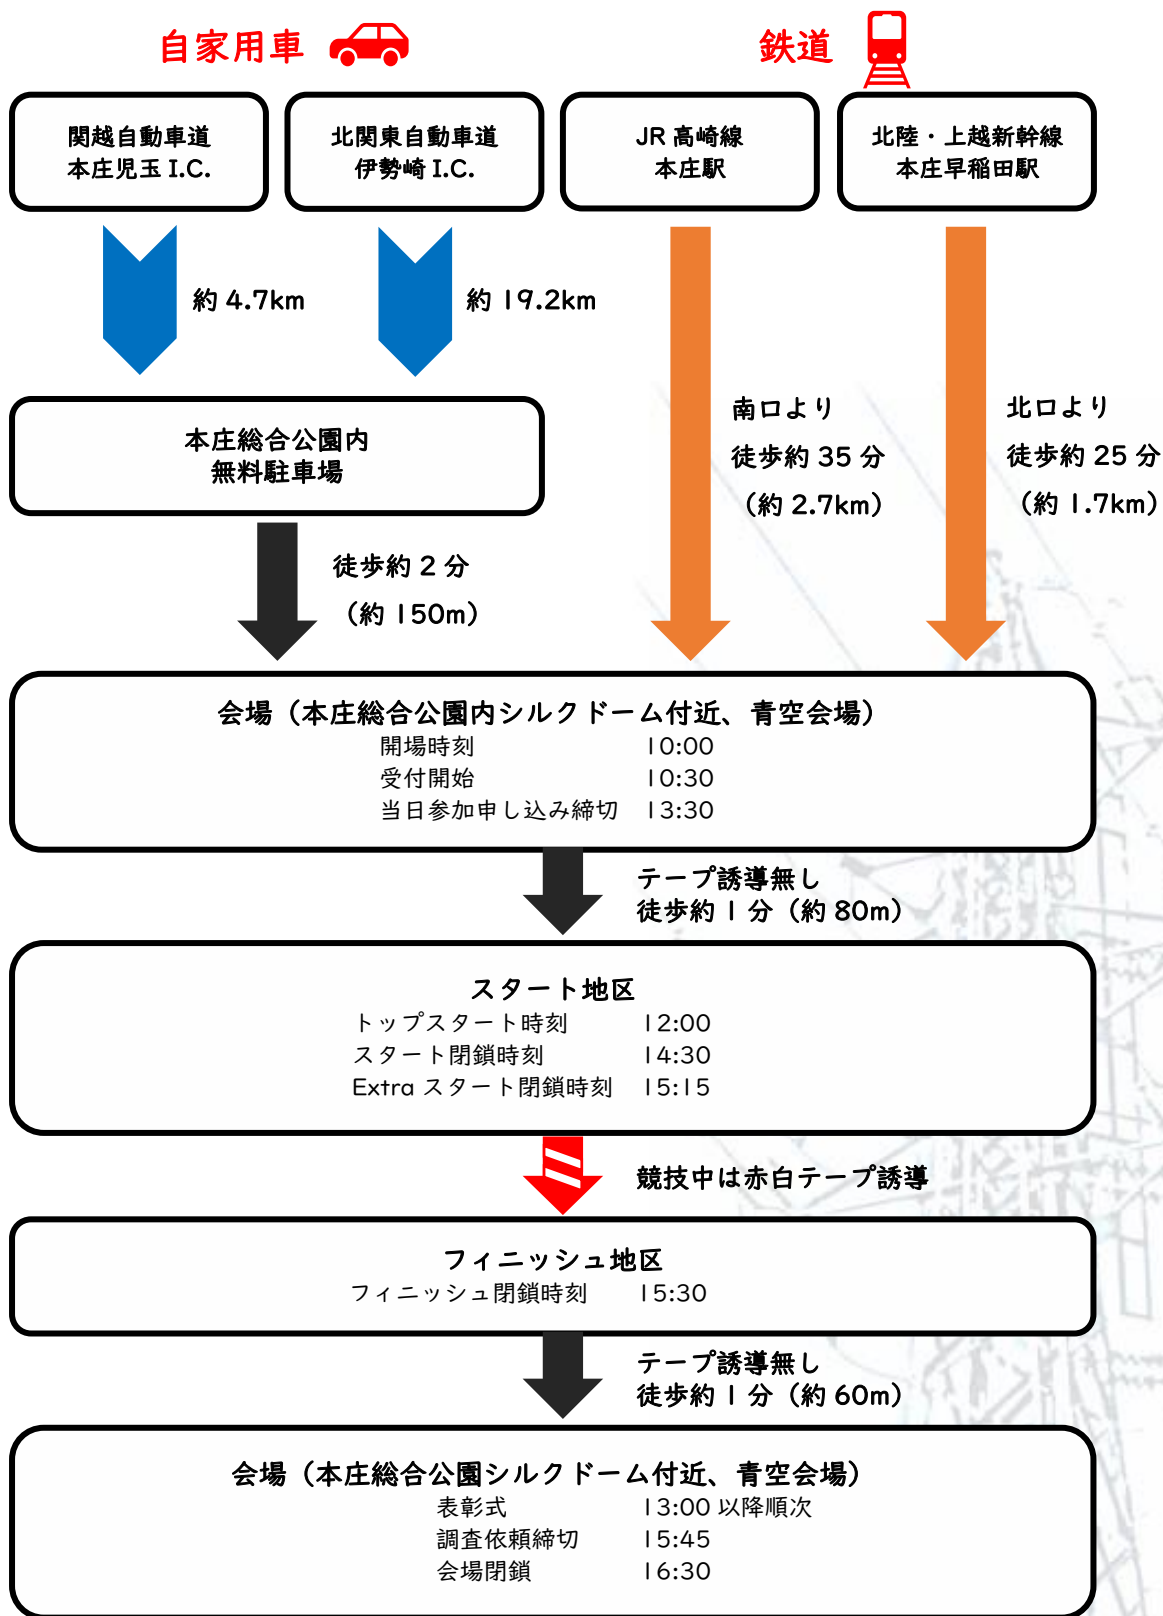 自家用車
鉄道
関越自動車道
本庄児玉 I.C.
北関東自動車道
伊勢崎 I.C.
JR 高崎線
本庄駅
北陸・上越新幹線
本庄早稲田駅
約 4.7km
約 19.2km
本庄総合公園内
無料駐車場
南口より
徒歩約 35 分
（約 2.7km）
北口より
徒歩約 25 分
（約 1.7km）
徒歩約 2 分
（約 150m）
会場（本庄総合公園内シルクドーム付近、青空会場）
開場時刻 10:00
受付開始 10:30
当日参加申し込み締切 13:30
テープ誘導無し
徒歩約 1 分（約 80m）
スタート地区
トップスタート時刻 12:00
スタート閉鎖時刻 14:30
Extra スタート閉鎖時刻 15:15
競技中は赤白テープ誘導
フィニッシュ地区
フィニッシュ閉鎖時刻 15:30
テープ誘導無し
徒歩約 1 分（約 60m）
会場（本庄総合公園シルクドーム付近、青空会場）
表彰式 13:00 以降順次
調査依頼締切 15:45
会場閉鎖 16:30